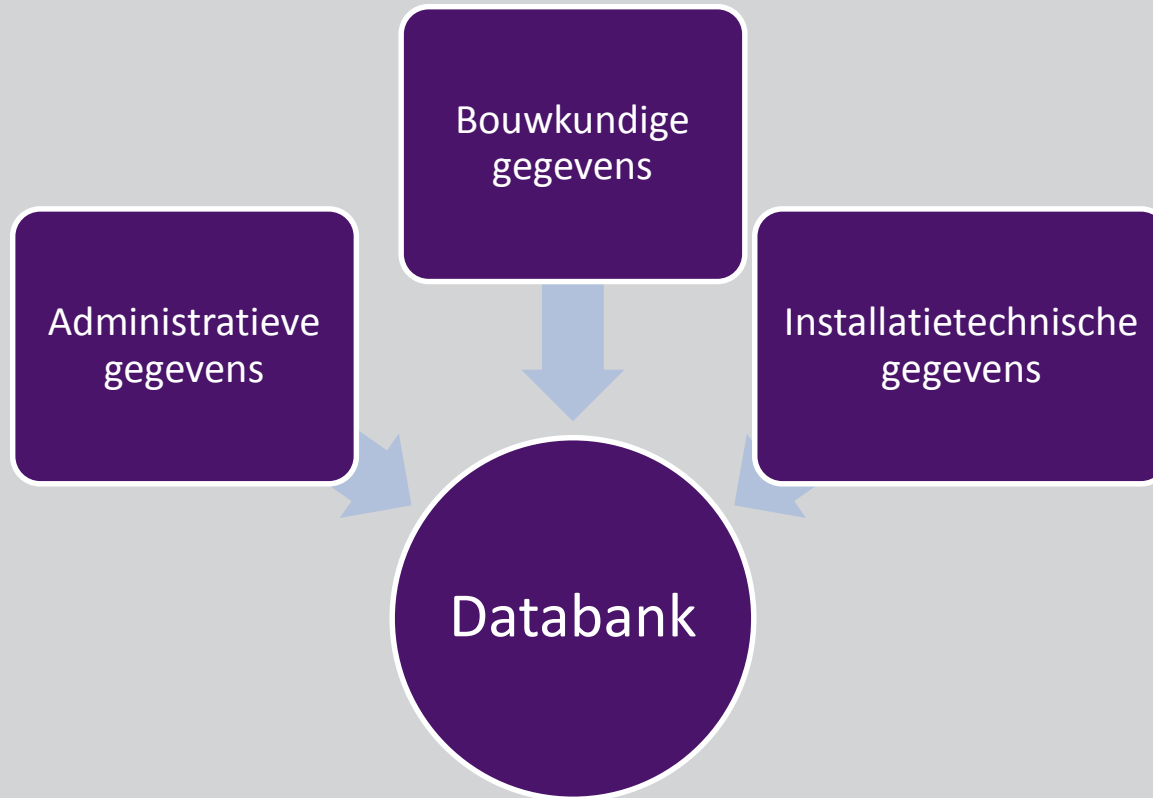 Bouwkundige
gegevens
Administratieve
gegevens
Installatietechnische
gegevens
Databank